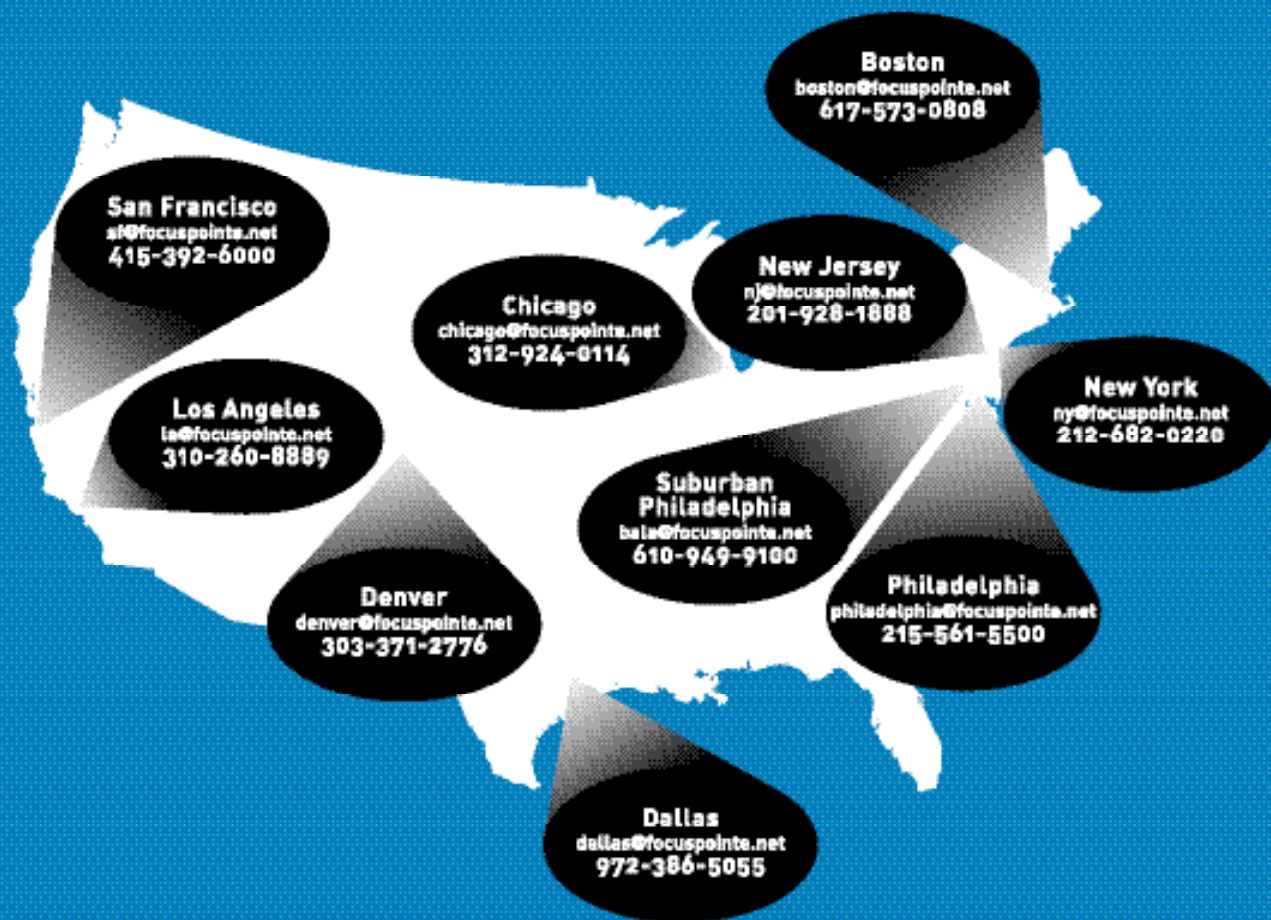 Boston
boston@focuspointe.net
617-573-0808
San Francisco
sf@focuspointe.net
415-392-6000
New Jersey
nj@focuspointe.net
201-928-1888
Chicago
chicago@focuspointe.net
312-924-0114
New York
ny@focuspointe.net
212-682-0220
Los Angeles
la@focuspointe.net
310-260-8889
Suburban
Philadelphia
bala@focuspointe.net
610-949-9100
Denver
denver@focuspointe.net
303-371-2776
Philadelphia
philadelphia@focuspointe.net
215-561-5500
Dallas
dallas@focuspointe.net
972-386-5055